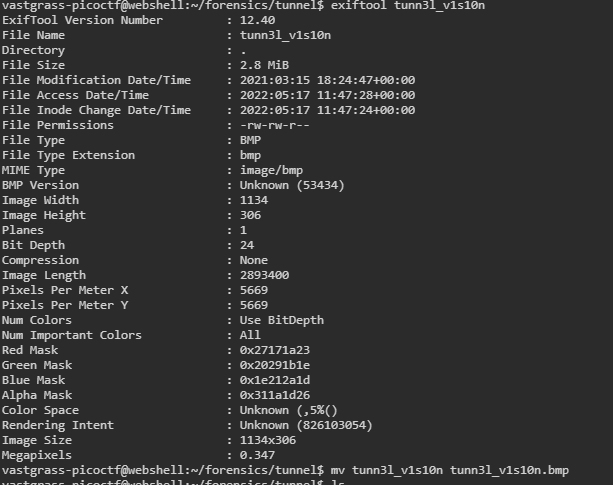 vastgrass-picoctf@webshell:~/forensics/tunnel$ exiftool tunn3l_v1s10n
ExifTool Version Number : 12.40
File Name : tunn3l_v1s10n
Directory : .
File Size : 2.8 MiB
File Modification Date/Time : 2021:03:15 18:24:47+00:00
File Access Date/Time : 2022:05:17 11:47:28+00:00
File Inode Change Date/Time : 2022:05:17 11:47:24+00:00
File Permissions : -rw-rw-r--
File Type : BMP
File Type Extension : bmp
MIME Type : image/bmp
BMP Version : Unknown (53434)
Image Width : 1134
Image Height : 306
Planes : 1
Bit Depth : 24
Compression : None
Image Length : 2893400
Pixels Per Meter X : 5669
Pixels Per Meter Y : 5669
Num Colors : Use BitDepth
Num Important Colors : All
Red Mask : 0x27171a23
Green Mask : 0x20291b1e
Blue Mask : 0x1e212a1d
Alpha Mask : 0x311a1d26
Color Space : Unknown (,5%()
Rendering Intent : Unknown (826103054)
Image Size : 1134x306
Megapixels : 0.347
vastgrass-picoctf@webshell:~/forensics/tunnel$ mv tunn3l_v1s10n tunn3l_v1s10n.bmp
vastgrass-picoctf@webshell:~/forensics/tunnel$ ls